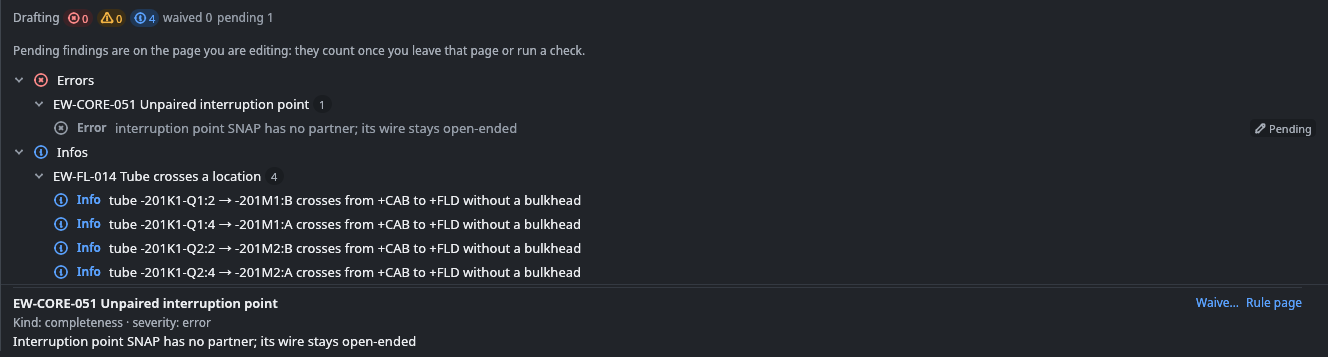 Drafting 0 0 4 waived 0 pending 1
Pending findings are on the page you are editing: they count once you leave that page or run a check.
Errors
EW-CORE-051 Unpaired interruption point 1
Error interruption point SNAP has no partner; its wire stays open-ended Pending
Infos
EW-FL-014 Tube crosses a location 4
Info tube -201K1-Q1:2 → -201M1:B crosses from +CAB to +FLD without a bulkhead
Info tube -201K1-Q1:4 → -201M1:A crosses from +CAB to +FLD without a bulkhead
Info tube -201K1-Q2:2 → -201M2:B crosses from +CAB to +FLD without a bulkhead
Info tube -201K1-Q2:4 → -201M2:A crosses from +CAB to +FLD without a bulkhead
EW-CORE-051 Unpaired interruption point Waive... Rule page
Kind: completeness · severity: error
Interruption point SNAP has no partner; its wire stays open-ended